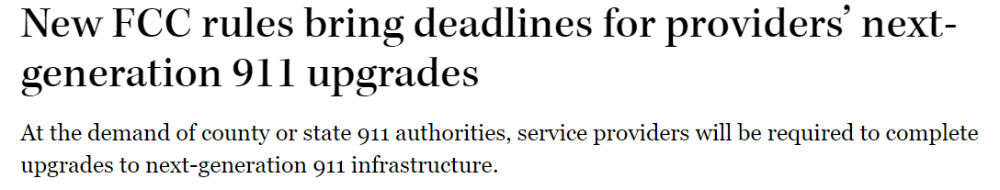 New FCC rules bring deadlines for providers’ next-
generation 911 upgrades
At the demand of county or state 911 authorities, service providers will be required to complete
upgrades to next-generation 911 infrastructure.